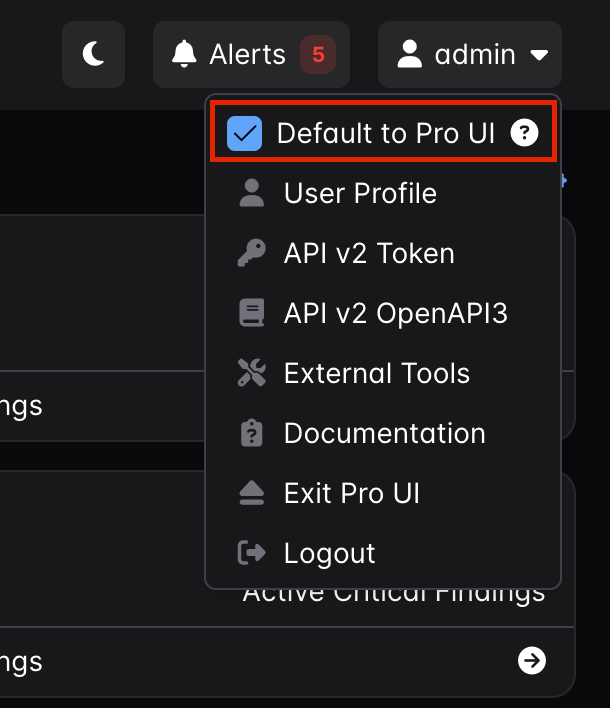 Alerts 5 admin
Default to Pro UI ?
User Profile
API v2 Token
API v2 OpenAPI3
External Tools
ngs
Documentation
Exit Pro UI
Logout
Active Critical Findings
ngs